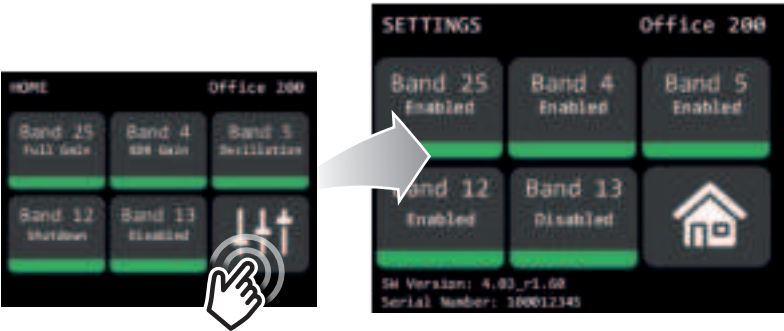 SETTINGS Office 200
Band 25 Band 4 Band 5
Enabled Enabled Enabled
Band 12 Band 13
Enabled Disabled
SW Version: 4.03_r1.60
Serial Number: 100012345
HOME Office 200
Band 25 Band 4 Band 5
Full Gain Gain Oscillation
Band 12 Band 13
Shutdown Disabled